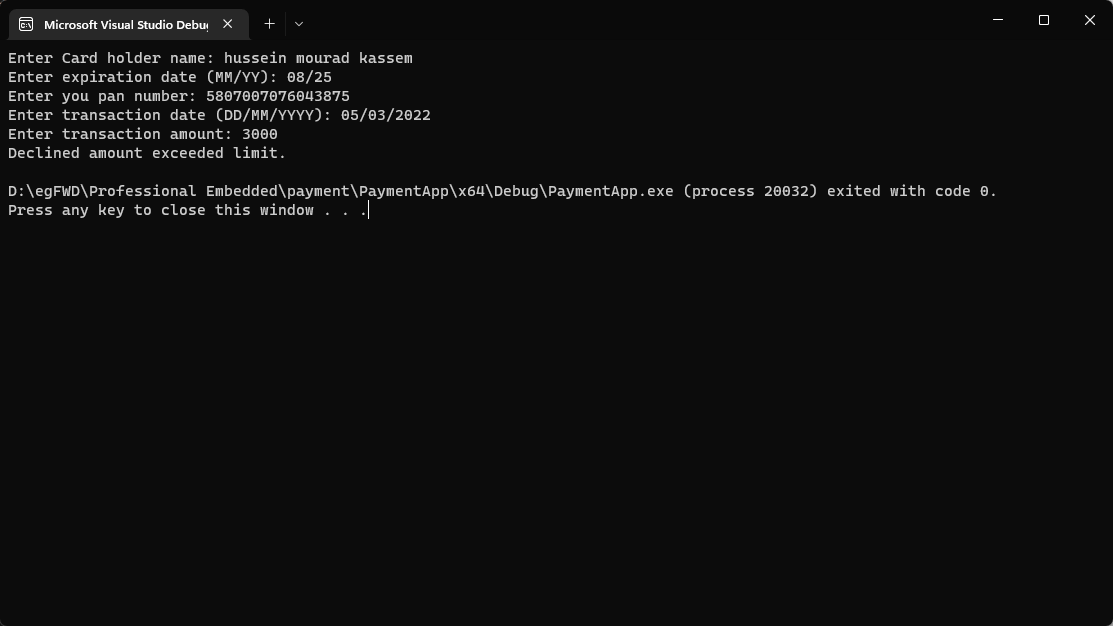 Microsoft Visual Studio Debug
Enter Card holder name: hussein mourad kassem
Enter expiration date (MM/YY): 08/25
Enter you pan number: 5807007076043875
Enter transaction date (DD/MM/YYYY): 05/03/2022
Enter transaction amount: 3000
Declined amount exceeded limit.
D:\egFWD\Professional Embedded\payment\PaymentApp\x64\Debug\PaymentApp.exe (process 20032) exited with code 0.
Press any key to close this window . . .